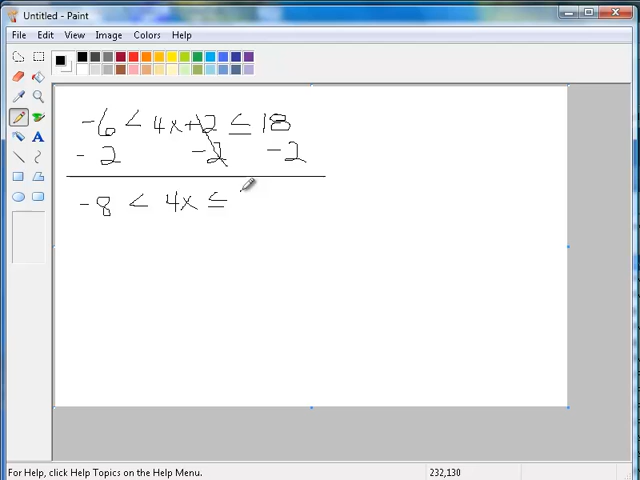 Untitled - Paint
File Edit View Image Colors Help
-6 < 4x+2 ≤ 18
- 2 -2 -2
-8 < 4x ≤
For Help, click Help Topics on the Help Menu.
232,130